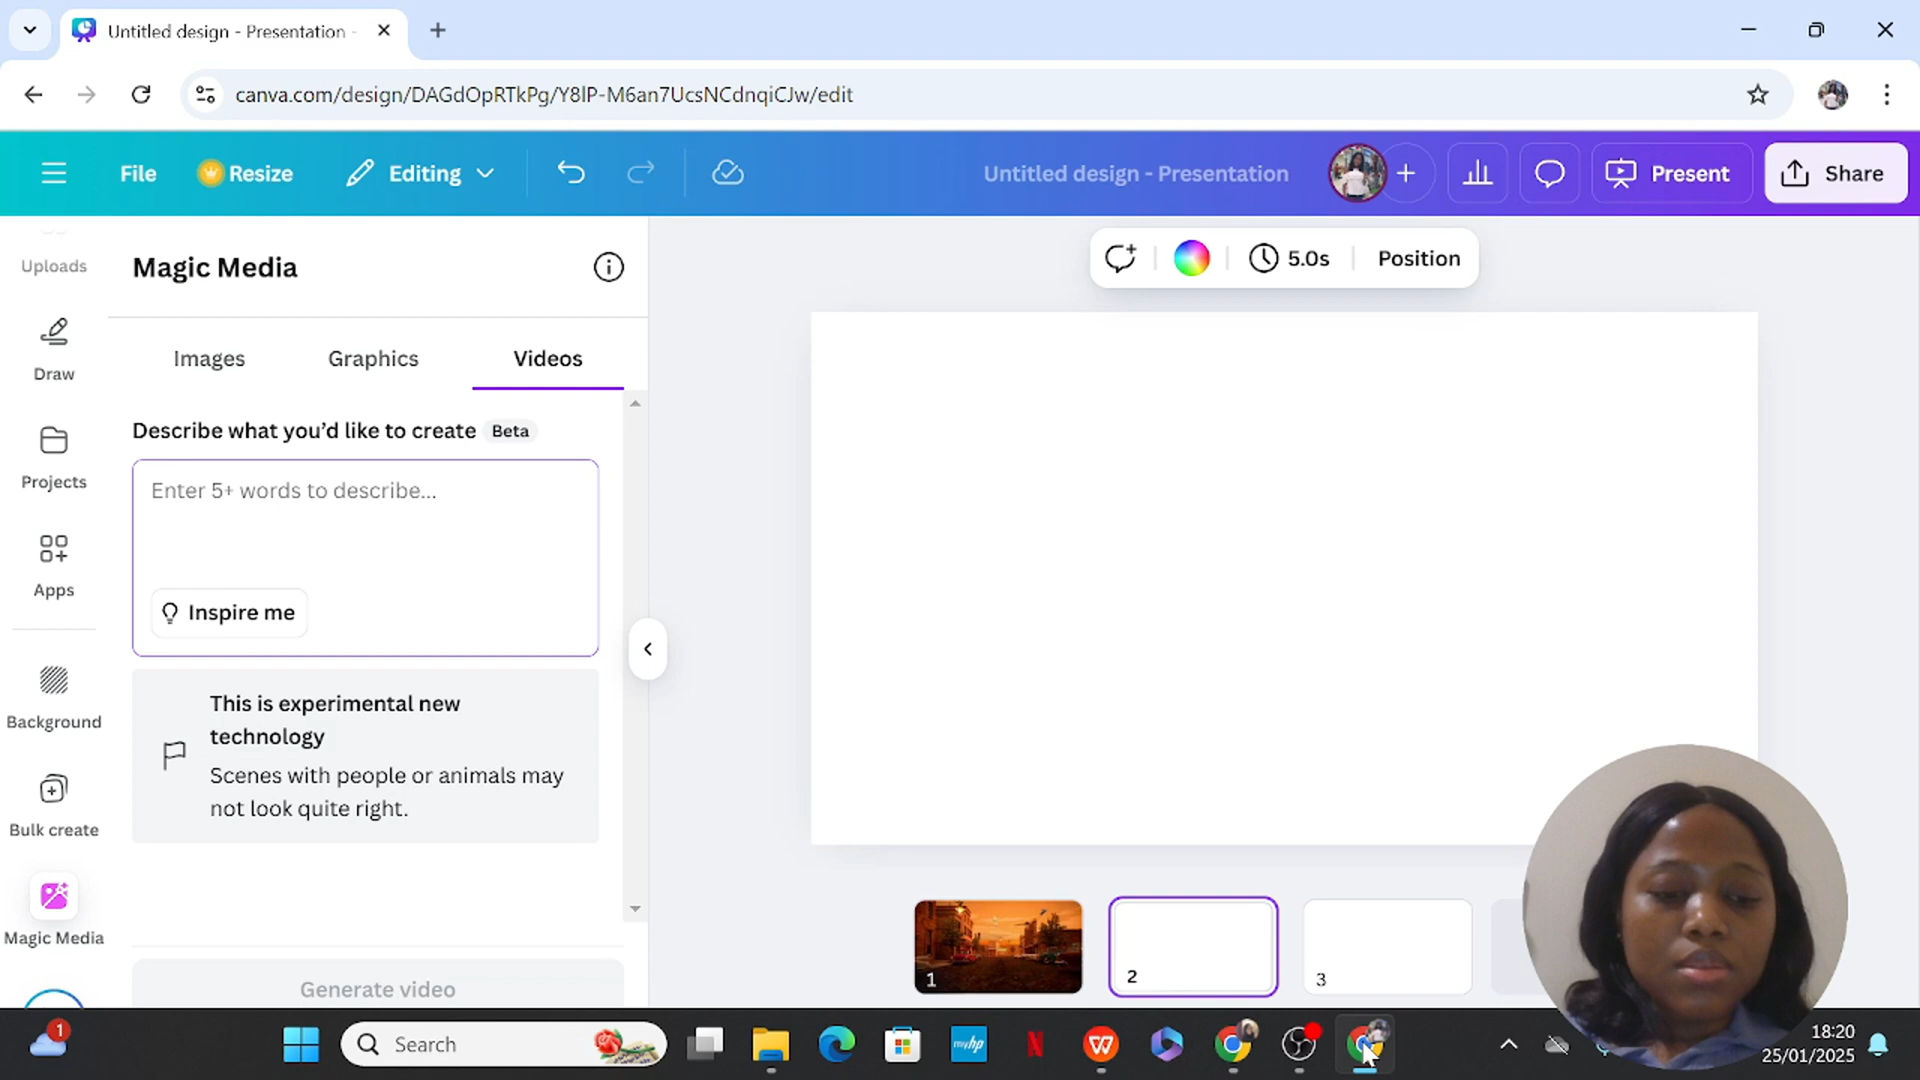 Untitled design - Presentation -
canva.com/design/DAGdOpRTkPg/Y8lP-M6an7UcsNCdnqiCJw/edit
File
Resize
Editing
Untitled design - Presentation
Present
Share
Uploads
Draw
Projects
Apps
Background
Bulk create
Magic Media
Magic Media
Images
Graphics
Videos
Describe what you'd like to create
Beta
Enter 5+ words to describe...
Inspire me
This is experimental new
technology
Scenes with people or animals may
not look quite right.
Generate video
5.0s
Position
1
2
3
1
Search
myhp
N
W
18:20
25/01/2025